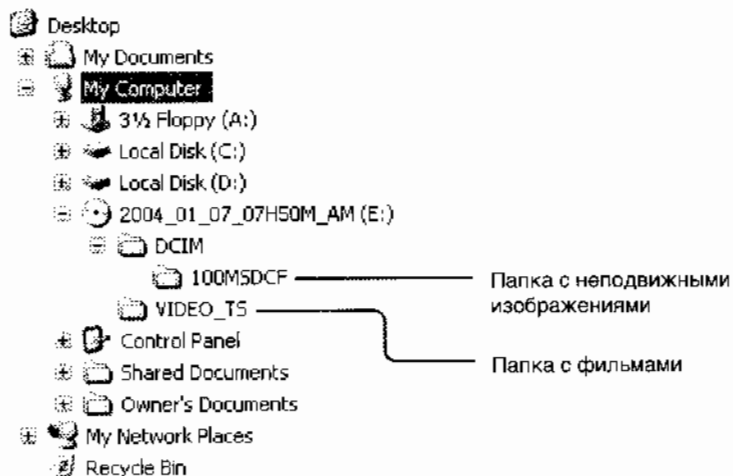 Desktop
My Documents
My Computer
3½ Floppy (A:)
Local Disk (C:)
Local Disk (D:)
2004_01_07_07H50M_AM (E:)
DCIM
100MSDCF
Папка с неподвижными
изображениями
VIDEO_TS
Папка с фильмами
Control Panel
Shared Documents
Owner's Documents
My Network Places
Recycle Bin